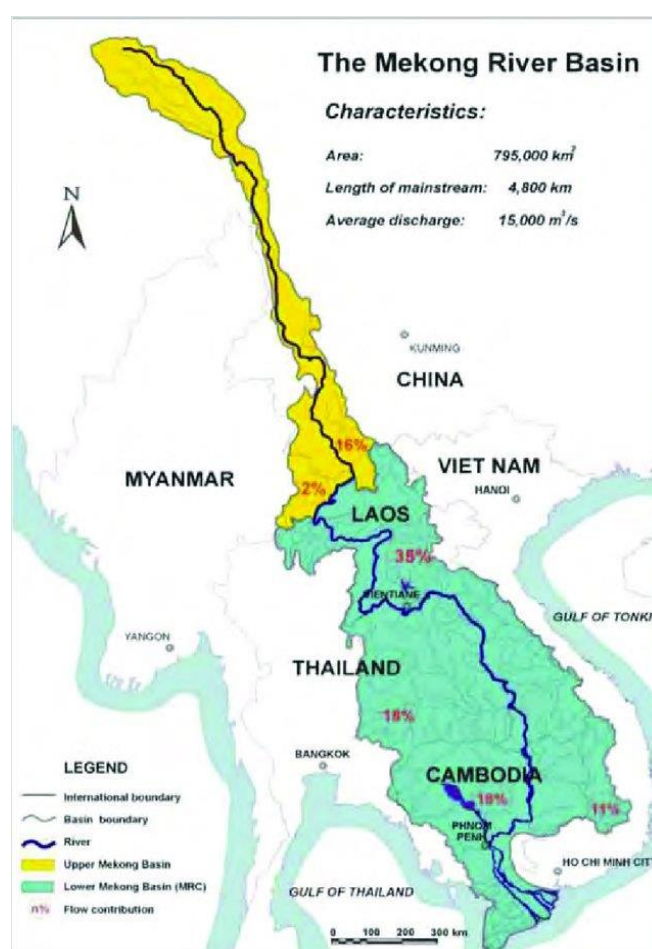 The Mekong River Basin
Characteristics:
Area: 795,000 km²
Length of mainstream: 4,800 km
Average discharge: 15,000 m³/s
N
KUNMING
CHINA
16%
MYANMAR
2%
VIET NAM
HANOI
LAOS
35%
VIENTIANE
GULF OF TONKI
YANGON
THAILAND
18%
BANGKOK
CAMBODIA
18%
11%
PHNOM
PENH
HO CHI MINH CITY
GULF OF THAILAND
LEGEND
International boundary
Basin boundary
River
Upper Mekong Basin
Lower Mekong Basin (MRC)
n% Flow contribution
0 100 200 300 km